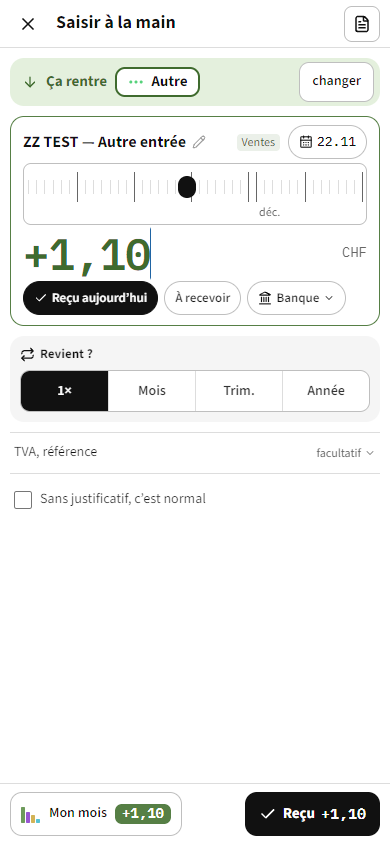 Saisir à la main
Ça rentre ··· Autre changer
ZZ TEST — Autre entrée Ventes 22.11
déc.
+1,10 CHF
Reçu aujourd’hui À recevoir Banque
Revient ?
1× Mois Trim. Année
TVA, référence facultatif
Sans justificatif, c’est normal
Mon mois +1,10 Reçu +1,10